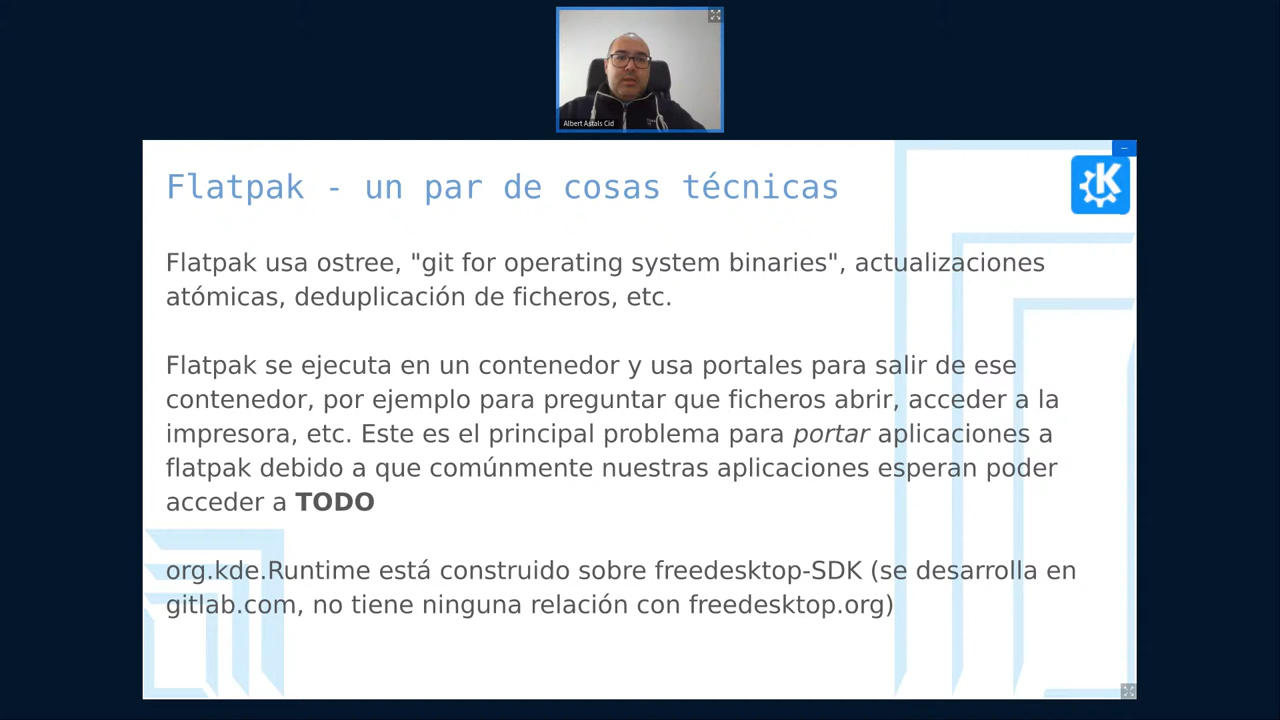 Albert Astals Cid
Flatpak - un par de cosas técnicas
Flatpak usa ostree, "git for operating system binaries", actualizaciones
atómicas, deduplicación de ficheros, etc.
Flatpak se ejecuta en un contenedor y usa portales para salir de ese
contenedor, por ejemplo para preguntar que ficheros abrir, acceder a la
impresora, etc. Este es el principal problema para portar aplicaciones a
flatpak debido a que comúnmente nuestras aplicaciones esperan poder
acceder a TODO
org.kde.Runtime está construido sobre freedesktop-SDK (se desarrolla en
gitlab.com, no tiene ninguna relación con freedesktop.org)